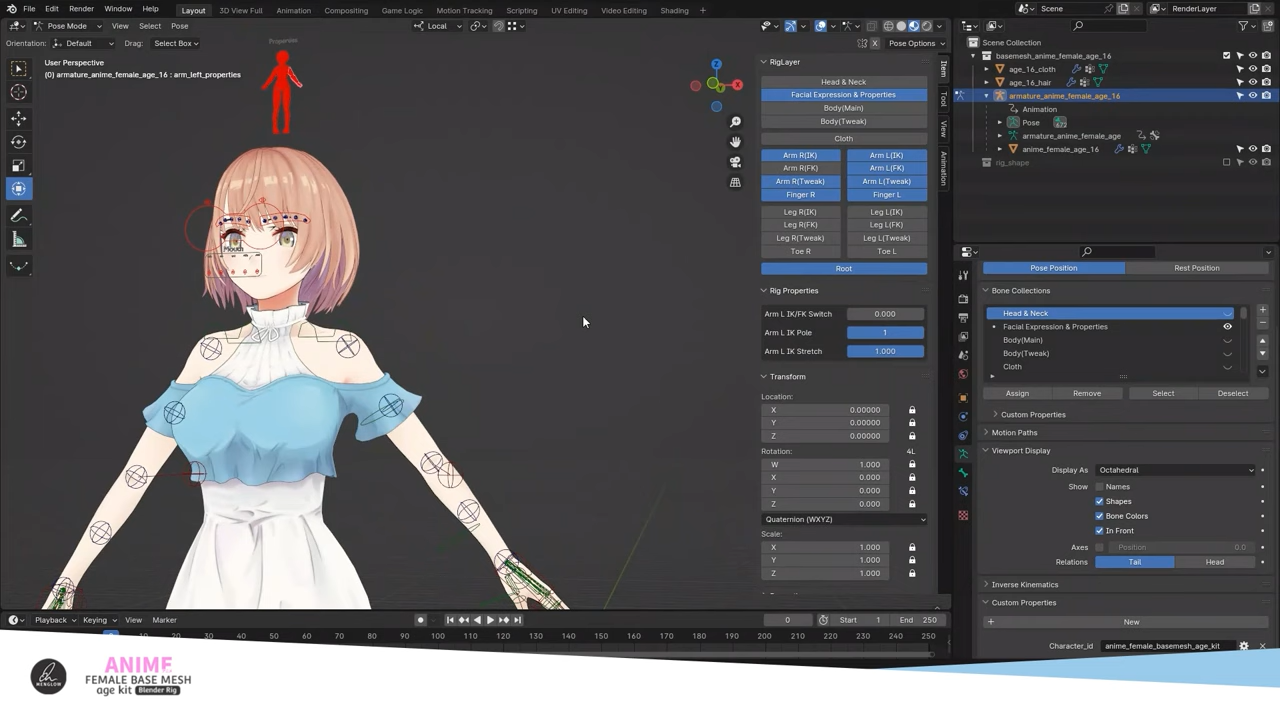 File Edit Render Window Help Layout 3D View Full Animation Compositing Game Logic Motion Tracking Scripting UV Editing Video Editing Shading + Scene RenderLayer
Pose Mode View Select Pose Local
Orientation: Default Drag: Select Box X Pose Options
User Perspective
(0) armature_anime_female_age_16 : arm_left_properties
Properties
Mouth
Z
X
Y
RigLayer
Head & Neck
Facial Expression & Properties
Body(Main)
Body(Tweak)
Cloth
Arm R(IK) Arm L(IK)
Arm R(FK) Arm L(FK)
Arm R(Tweak) Arm L(Tweak)
Finger R Finger L
Leg R(IK) Leg L(IK)
Leg R(FK) Leg L(FK)
Leg R(Tweak) Leg L(Tweak)
Toe R Toe L
Root
Rig Properties
Arm L IK/FK Switch 0.000
Arm L IK Pole 1
Arm L IK Stretch 1.000
Transform
Location:
X 0.00000
Y 0.00000
Z 0.00000
Rotation: 4L
W 1.000
X 0.000
Y 0.000
Z 0.000
Quaternion (WXYZ)
Scale:
X 1.000
Y 1.000
Z 1.000
Item
Tool
View
Animation
Scene Collection
basemesh_anime_female_16
age_16_cloth
age_16_hair
armature_anime_female_age_16
Animation
Pose
armature_anime_female_age
anime_female_age_16
rig_shape
Pose Position Rest Position
Bone Collections
Head & Neck
Facial Expression & Properties
Body(Main)
Body(Tweak)
Cloth
Assign Remove Select Deselect
Custom Properties
Motion Paths
Viewport Display
Display As Octahedral
Show Names
Shapes
Bone Colors
In Front
Axes Position 0.0
Relations Tail Head
Inverse Kinematics
Custom Properties
New
Character_id anime_female_basemesh_age_kit
Playback Keying View Marker 0 Start 1 End 250
20 30 40 50 60 70 80 90 100 110 120 130 140 150 160 170 180 190 200 210 220 230 240 250
MENGLOW
ANIME
FEMALE BASE MESH
age kit Blender Rig